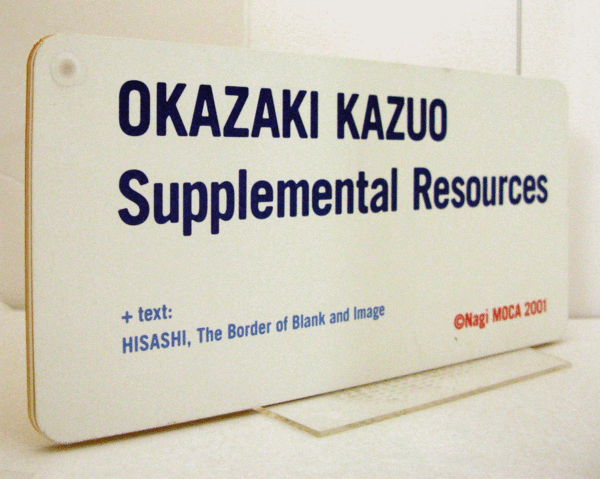 OKAZAKI KAZUO
Supplemental Resources
+ text:
HISASHI, The Border of Blank and Image
©Nagi MOCA 2001